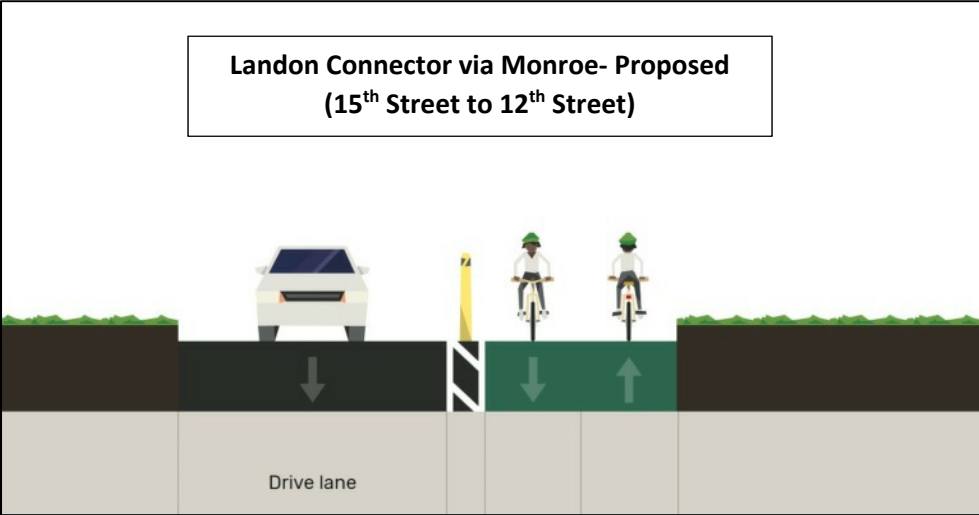 Landon Connector via Monroe- Proposed
(15th Street to 12th Street)
Drive lane